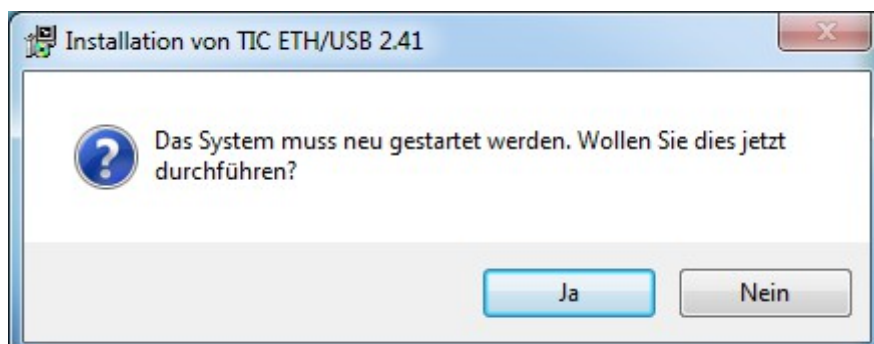 Installation von TIC ETH/USB 2.41
Das System muss neu gestartet werden. Wollen Sie dies jetzt
durchführen?
Ja
Nein